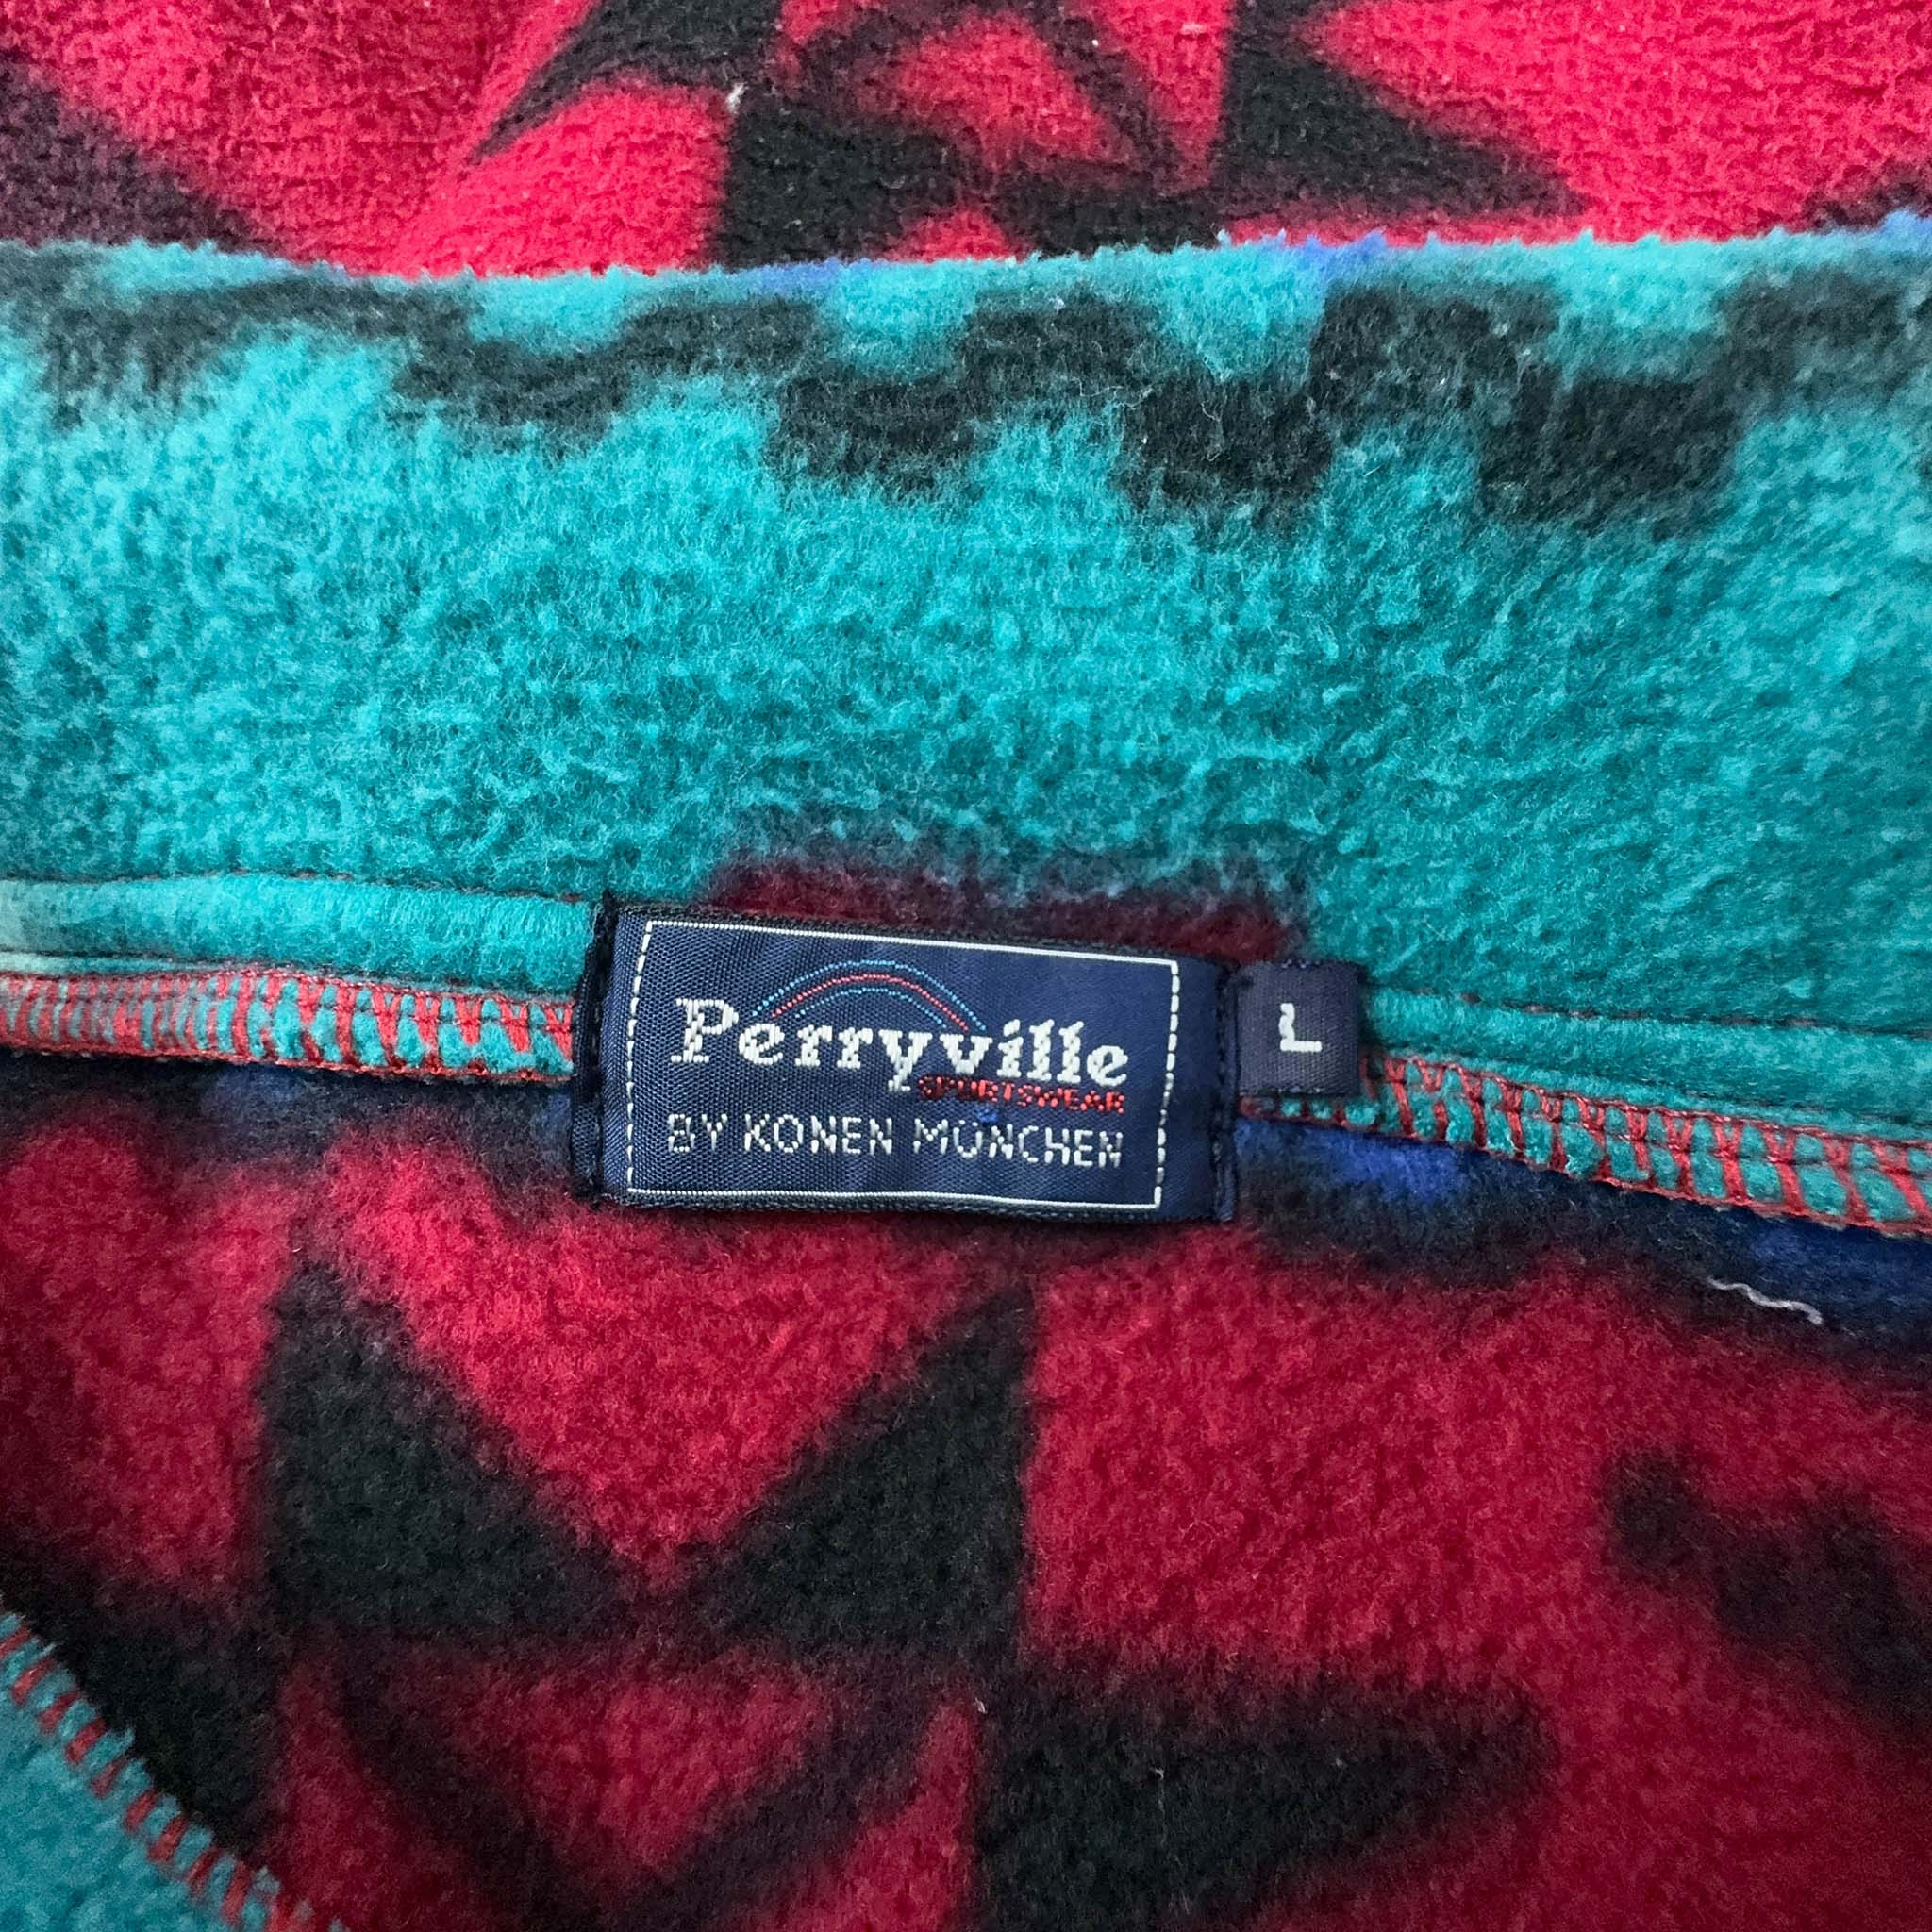 Perryville
SPORTSWEAR
BY KONEN MÜNCHEN
L